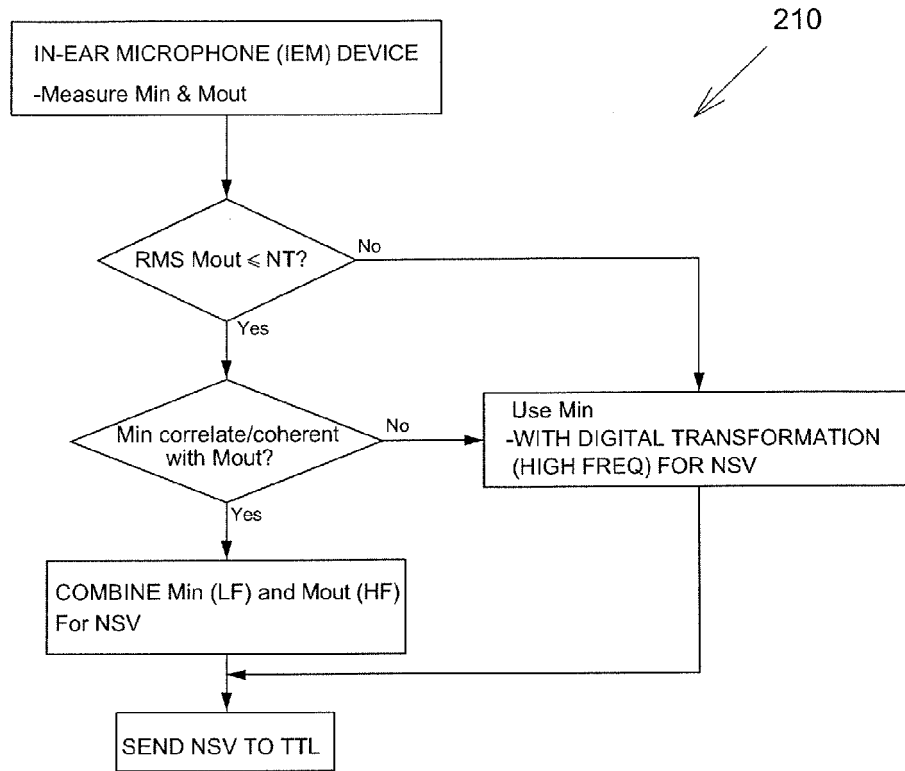 210
IN-EAR MICROPHONE (IEM) DEVICE
-Measure Min & Mout
RMS Mout ⩽ NT?
No
Yes
Min correlate/coherent
with Mout?
No
Yes
Use Min
-WITH DIGITAL TRANSFORMATION
(HIGH FREQ) FOR NSV
COMBINE Min (LF) and Mout (HF)
For NSV
SEND NSV TO TTL